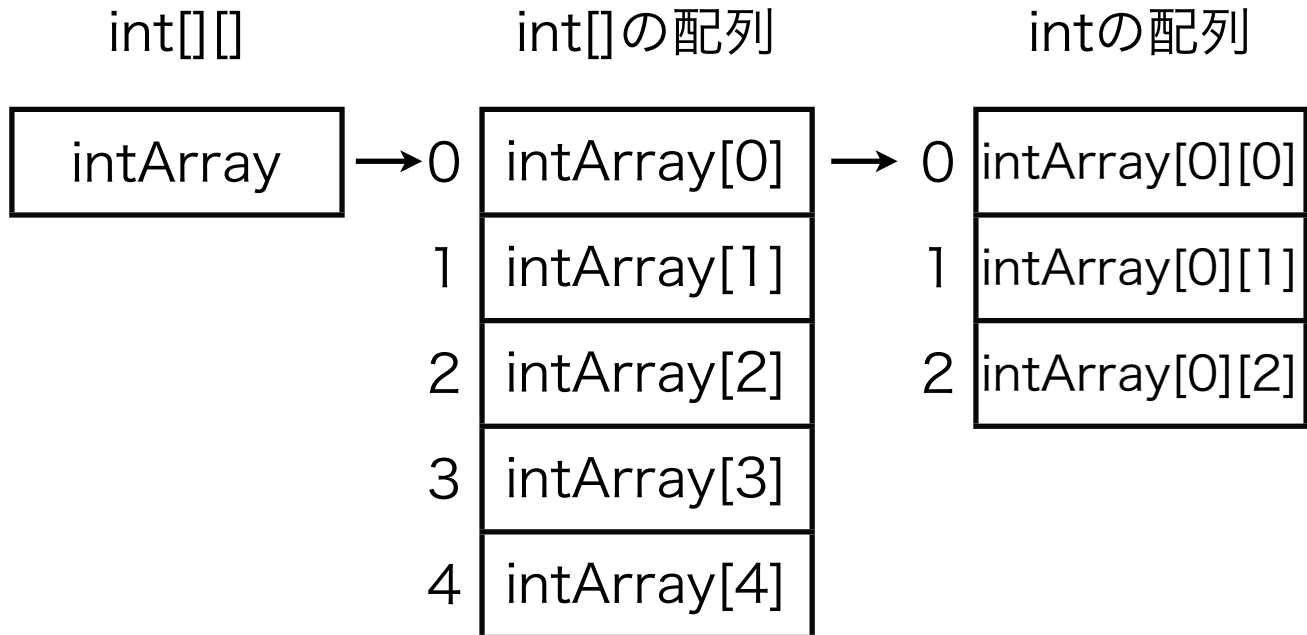 int[][]
int[]の配列
intの配列
intArray
0
intArray[0]
0
intArray[0][0]
1
intArray[1]
1
intArray[0][1]
2
intArray[2]
2
intArray[0][2]
3
intArray[3]
4
intArray[4]